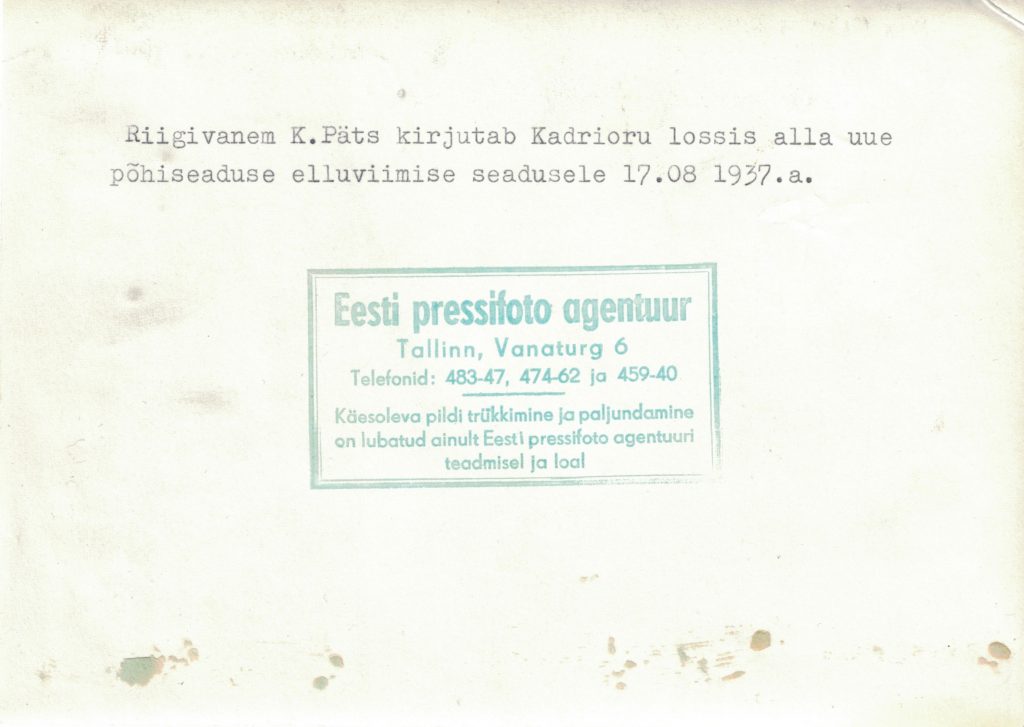 Riigivanem K.Päts kirjutab Kadrioru lossis alla uue
põhiseaduse elluviimise seadusele 17.08 1937.a.
Eesti pressifoto agentuur
Tallinn, Vanaturg 6
Telefonid: 483-47, 474-62 ja 459-40
Käesoleva pildi trükkimine ja paljundamine
on lubatud ainult Eesti pressifoto agentuuri
teadmisel ja loal